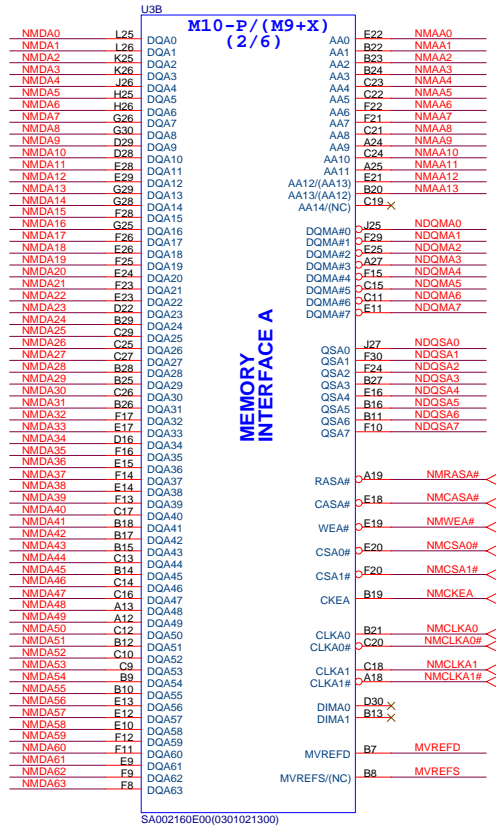 U3B
M10-P/(M9+X)
(2/6)
NMDA0 L25 DQA0
NMDA1 L26 DQA1
NMDA2 K25 DQA2
NMDA3 K26 DQA3
NMDA4 J26 DQA4
NMDA5 H25 DQA5
NMDA6 H26 DQA6
NMDA7 G26 DQA7
NMDA8 G30 DQA8
NMDA9 D29 DQA9
NMDA10 D28 DQA10
NMDA11 E28 DQA11
NMDA12 E29 DQA12
NMDA13 G29 DQA13
NMDA14 G28 DQA14
NMDA15 F28 DQA15
NMDA16 G25 DQA16
NMDA17 F26 DQA17
NMDA18 E26 DQA18
NMDA19 F25 DQA19
NMDA20 E24 DQA20
NMDA21 F23 DQA21
NMDA22 E23 DQA22
NMDA23 D22 DQA23
NMDA24 B29 DQA24
NMDA25 C29 DQA25
NMDA26 C25 DQA26
NMDA27 C27 DQA27
NMDA28 B28 DQA28
NMDA29 B25 DQA29
NMDA30 C26 DQA30
NMDA31 B26 DQA31
NMDA32 F17 DQA32
NMDA33 E17 DQA33
NMDA34 D16 DQA34
NMDA35 F16 DQA35
NMDA36 E15 DQA36
NMDA37 F14 DQA37
NMDA38 E14 DQA38
NMDA39 F13 DQA39
NMDA40 C17 DQA40
NMDA41 B18 DQA41
NMDA42 B17 DQA42
NMDA43 B15 DQA43
NMDA44 C13 DQA44
NMDA45 B14 DQA45
NMDA46 C14 DQA46
NMDA47 C16 DQA47
NMDA48 A13 DQA48
NMDA49 A12 DQA49
NMDA50 C12 DQA50
NMDA51 B12 DQA51
NMDA52 C10 DQA52
NMDA53 C9 DQA53
NMDA54 B9 DQA54
NMDA55 B10 DQA55
NMDA56 E13 DQA56
NMDA57 E12 DQA57
NMDA58 E10 DQA58
NMDA59 F12 DQA59
NMDA60 F11 DQA60
NMDA61 E9 DQA61
NMDA62 F9 DQA62
NMDA63 F8 DQA63
MEMORY
INTERFACE A
AA0 E22 NMAA0
AA1 B22 NMAA1
AA2 B23 NMAA2
AA3 B24 NMAA3
AA4 C23 NMAA4
AA5 C22 NMAA5
AA6 F22 NMAA6
AA7 F21 NMAA7
AA8 C21 NMAA8
AA9 A24 NMAA9
AA10 C24 NMAA10
AA11 A25 NMAA11
AA12/(AA13) E21 NMAA12
AA13/(AA12) B20 NMAA13
AA14/(NC) C19
DQMA#0 J25 NDQMA0
DQMA#1 F29 NDQMA1
DQMA#2 E25 NDQMA2
DQMA#3 A27 NDQMA3
DQMA#4 F15 NDQMA4
DQMA#5 C15 NDQMA5
DQMA#6 C11 NDQMA6
DQMA#7 E11 NDQMA7
QSA0 J27 NDQSA0
QSA1 F30 NDQSA1
QSA2 F24 NDQSA2
QSA3 B27 NDQSA3
QSA4 E16 NDQSA4
QSA5 B16 NDQSA5
QSA6 B11 NDQSA6
QSA7 F10 NDQSA7
RASA# A19 NMRASA#
CASA# E18 NMCASA#
WEA# E19 NMWEA#
CSA0# E20 NMCSA0#
CSA1# F20 NMCSA1#
CKEA B19 NMCKEA
CLKA0 B21 NMCLKA0
CLKA0# C20 NMCLKA0#
CLKA1 C18 NMCLKA1
CLKA1# A18 NMCLKA1#
DIMA0 D30
DIMA1 B13
MVREFD B7 MVREFD
MVREFS/(NC) B8 MVREFS
SA002160E00(0301021300)